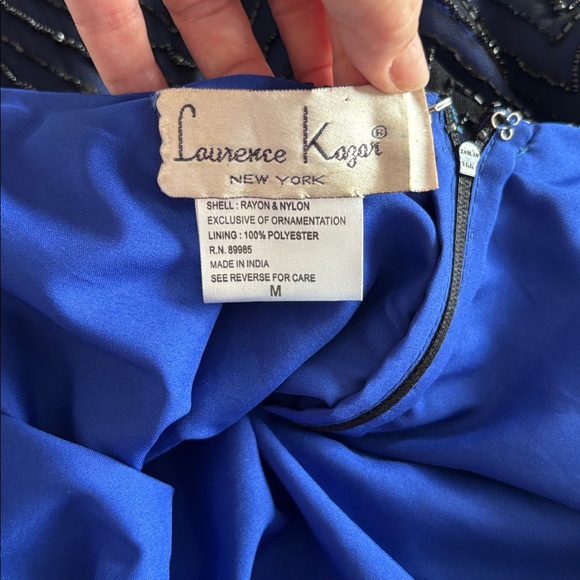 Laurence Kazar®
NEW YORK
SHELL : RAYON & NYLON
EXCLUSIVE OF ORNAMENTATION
LINING : 100% POLYESTER
R.N. 89985
MADE IN INDIA
SEE REVERSE FOR CARE
M